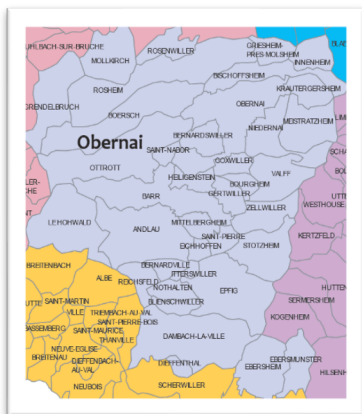 ROSENWILLER
GRIESHEIM-
PRES-MOLSHEIM
MOLLKIRCH
INNENHEIM
BISCHOFFSHEIM
ROSHEIM
KRAUTERGERSHEIM
GRENDELBRUCH
OBERNAI
BOERSCH
MEISTRATZHEIM
NIEDERNAI
BERNARDSWILLER
Obernai
SAINT-NABOR
GOXWILLER
OTTROTT
HEILIGENSTEIN
VALFF
BOURGHEIM
GERTWILLER
BARR
ZELLWILLER
WESTHOUSE
LE HOHWALD
MITTELBERGHEIM
ANDLAU
SAINT-PIERRE
KERTZFELD
EICHHOFFEN
STOTZHEIM
BREITENBACH
BERNARDVILLE
ITTERSWILLER
ALBE
REICHSFELD
NOTHALTEN
EPFIG
SAINT-MARTIN
BLIENSCHWILLER
SERMERSHEIM
VILLE
TRIEMBACH-AU-VAL
SAINT-PIERRE-BOIS
KOGENHEIM
BASSEMBERG
SAINT-MAURICE
THANVILLE
DAMBACH-LA-VILLE
NEUVE-EGLISE
BREITENAU
DIEFFENBACH-
AU-VAL
DIEFFENTHAL
EBERSMUNSTER
EBERSHEIM
NEUBOIS
SCHERWILLER